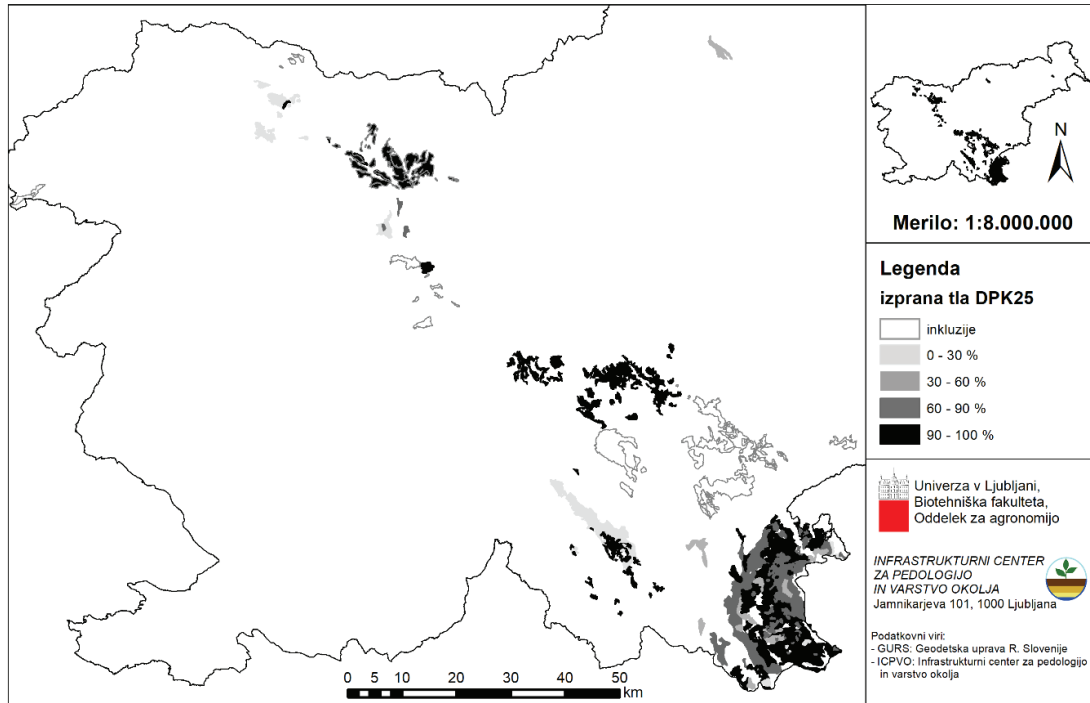 N
Merilo: 1:8.000.000
Legenda
izprana tla DPK25
inkluzije
0 - 30 %
30 - 60 %
60 - 90 %
90 - 100 %
Univerza v Ljubljani,
Biotehniška fakulteta,
Oddelek za agronomijo
INFRASTRUKTURNI CENTER
ZA PEDOLOGIJO
IN VARSTVO OKOLJA
Jamnikarjeva 101, 1000 Ljubljana
Podatkovni viri:
- GURS: Geodetska uprava R. Slovenije
- ICPVO: Infrastrukturni center za pedologijo
in varstvo okolja
0 5 10 20 30 40 50
km